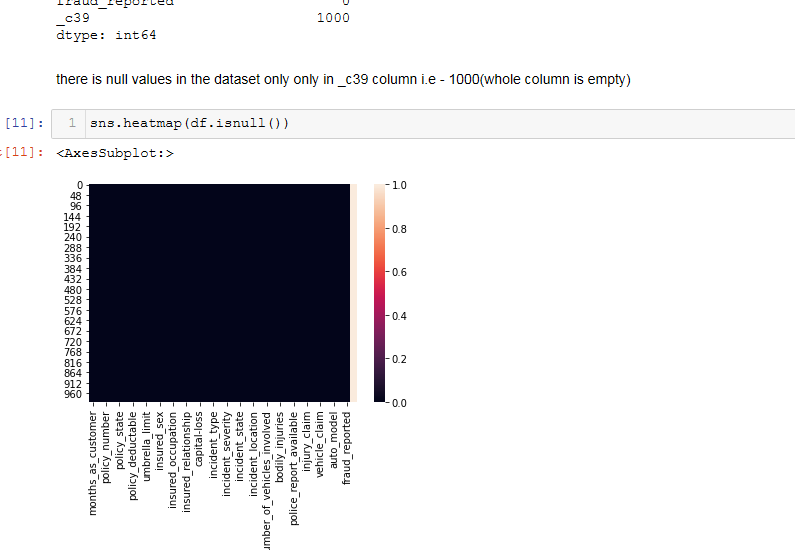 fraud_reported 0
_c39 1000
dtype: int64
there is null values in the dataset only only in _c39 column i.e - 1000(whole column is empty)
[11]: 1 sns.heatmap(df.isnull())
[11]: <AxesSubplot:>
0
48
96
144
192
240
288
336
384
432
480
528
576
624
672
720
768
816
864
912
960
1.0
0.8
0.6
0.4
0.2
0.0
months_as_customer
policy_number
policy_state
policy_deductable
umbrella_limit
insured_sex
insured_occupation
insured_relationship
capital-loss
incident_type
incident_severity
incident_state
incident_location
umber_of_vehicles_involved
bodily_injuries
police_report_available
injury_claim
vehicle_claim
auto_model
fraud_reported